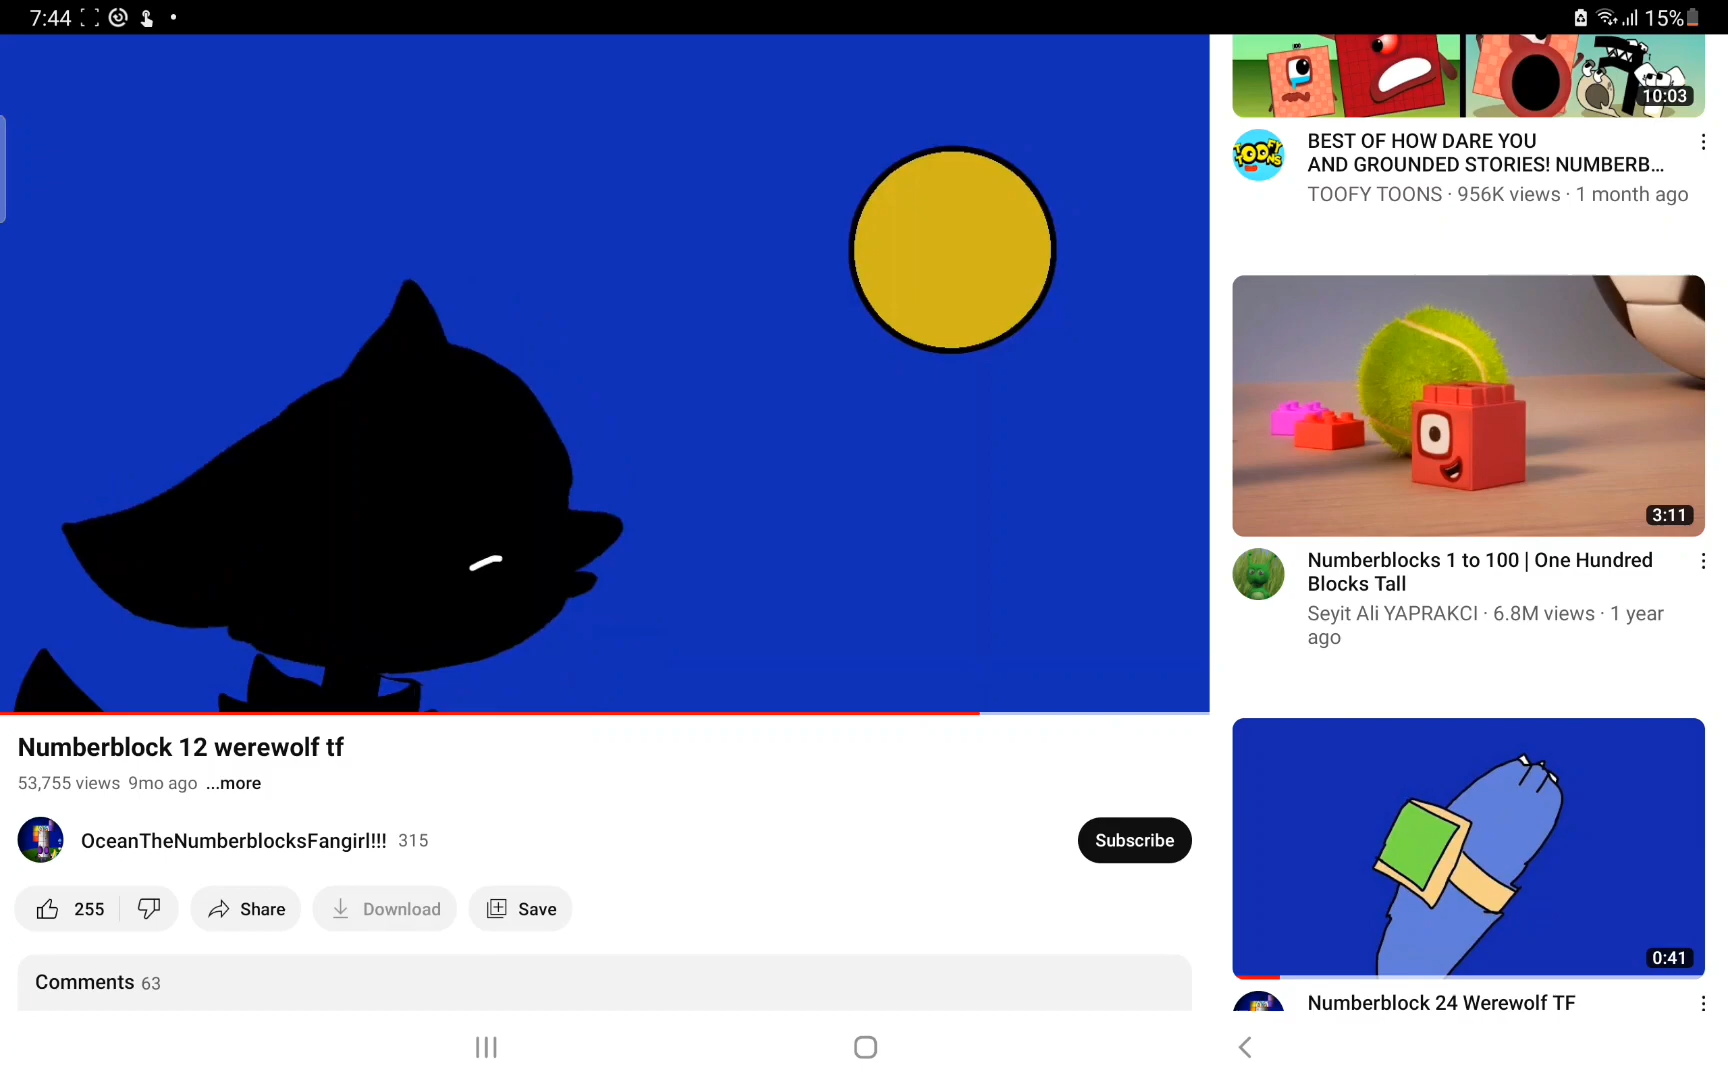 7:44
15%
Numberblock 12 werewolf tf
53,755 views 9mo ago ...more
OceanTheNumberblocksFangirl!!! 315
Subscribe
255
Share
Download
Save
Comments 63
10:03
TOOFY TOONS
BEST OF HOW DARE YOU
AND GROUNDED STORIES! NUMBERB...
TOOFY TOONS · 956K views · 1 month ago
3:11
Numberblocks 1 to 100 | One Hundred
Blocks Tall
Seyit Ali YAPRAKCI · 6.8M views · 1 year
ago
0:41
Numberblock 24 Werewolf TF